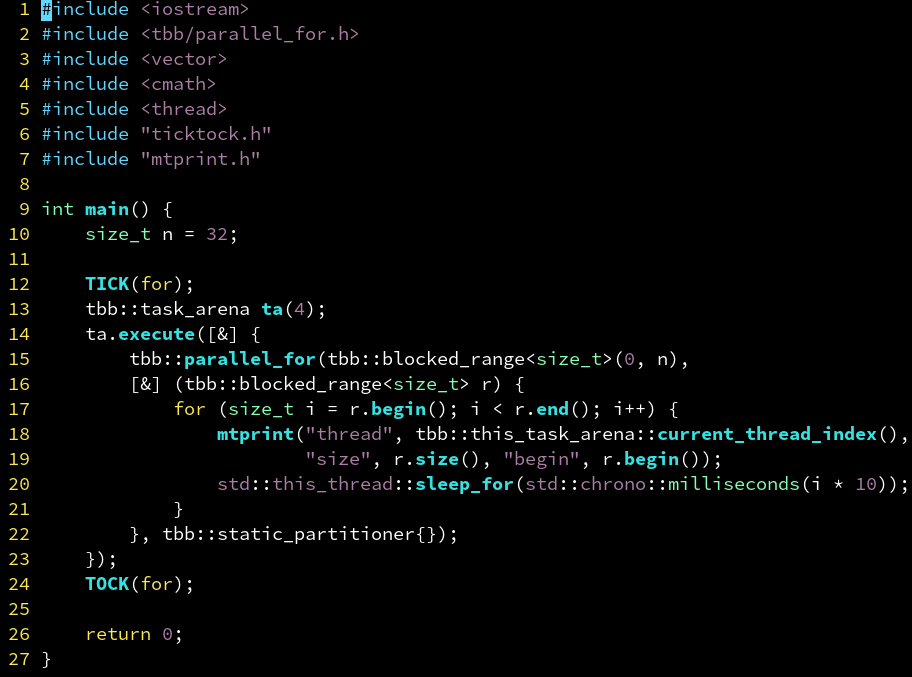 1 #include <iostream>
2 #include <tbb/parallel_for.h>
3 #include <vector>
4 #include <cmath>
5 #include <thread>
6 #include "ticktock.h"
7 #include "mtprint.h"
8
9 int main() {
10     size_t n = 32;
11
12     TICK(for);
13     tbb::task_arena ta(4);
14     ta.execute([&] {
15         tbb::parallel_for(tbb::blocked_range<size_t>(0, n),
16         [&] (tbb::blocked_range<size_t> r) {
17             for (size_t i = r.begin(); i < r.end(); i++) {
18                 mtprint("thread", tbb::this_task_arena::current_thread_index(),
19                         "size", r.size(), "begin", r.begin());
20                 std::this_thread::sleep_for(std::chrono::milliseconds(i * 10));
21             }
22         }, tbb::static_partitioner{});
23     });
24     TOCK(for);
25
26     return 0;
27 }